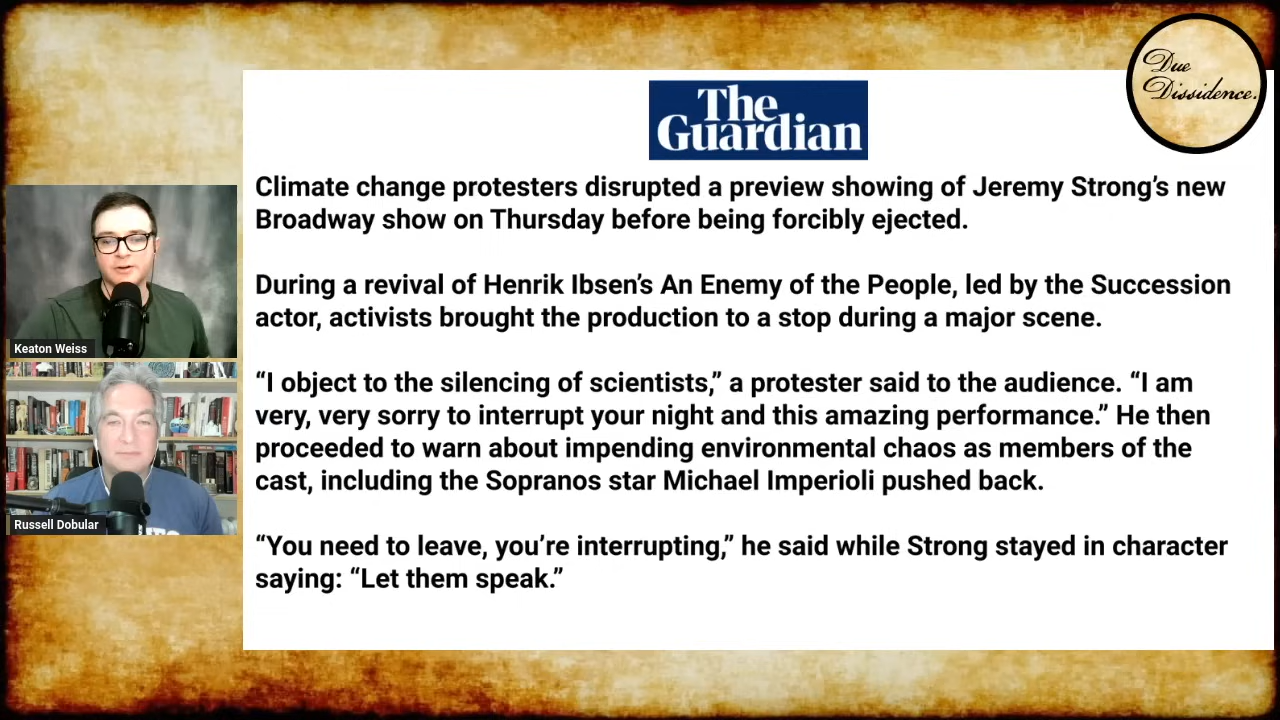 Due
Dissidence.
The
Guardian
Climate change protesters disrupted a preview showing of Jeremy Strong’s new
Broadway show on Thursday before being forcibly ejected.
During a revival of Henrik Ibsen’s An Enemy of the People, led by the Succession
actor, activists brought the production to a stop during a major scene.
“I object to the silencing of scientists,” a protester said to the audience. “I am
very, very sorry to interrupt your night and this amazing performance.” He then
proceeded to warn about impending environmental chaos as members of the
cast, including the Sopranos star Michael Imperioli pushed back.
“You need to leave, you’re interrupting,” he said while Strong stayed in character
saying: “Let them speak.”
Keaton Weiss
Russell Dobular